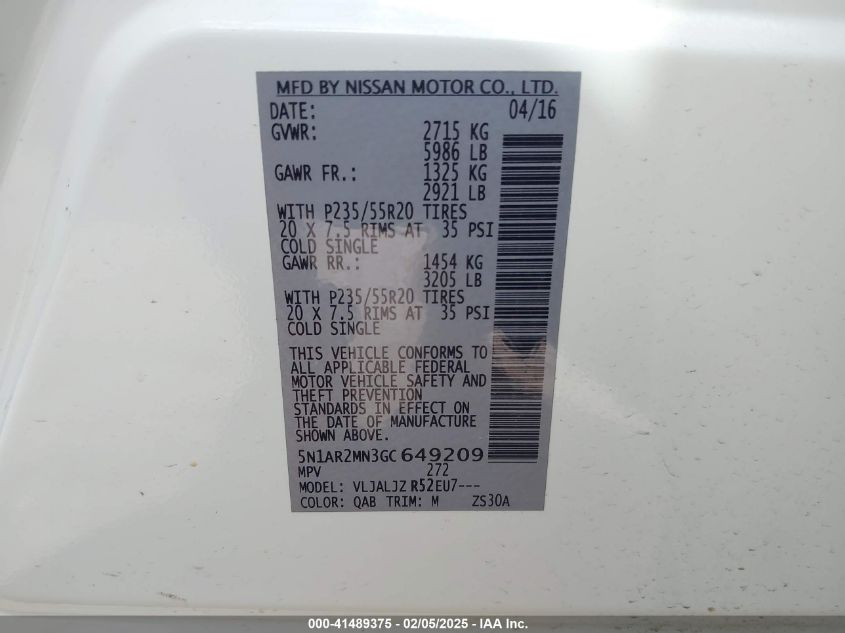 MFD BY NISSAN MOTOR CO., LTD.
DATE: 04/16
GVWR: 2715 KG
5986 LB
GAWR FR.: 1325 KG
2921 LB
WITH P235/55R20 TIRES
20 X 7.5 RIMS AT 35 PSI
COLD SINGLE
GAWR RR.: 1454 KG
3205 LB
WITH P235/55R20 TIRES
20 X 7.5 RIMS AT 35 PSI
COLD SINGLE
THIS VEHICLE CONFORMS TO
ALL APPLICABLE FEDERAL
MOTOR VEHICLE SAFETY AND
THEFT PREVENTION
STANDARDS IN EFFECT ON
THE DATE OF MANUFACTURE
SHOWN ABOVE.
5N1AR2MN3GC649209
MPV 272
MODEL: VLJALJZ R52EU7---
COLOR: QAB TRIM: M ZS30A
000-41489375 - 02/05/2025 - IAA Inc.